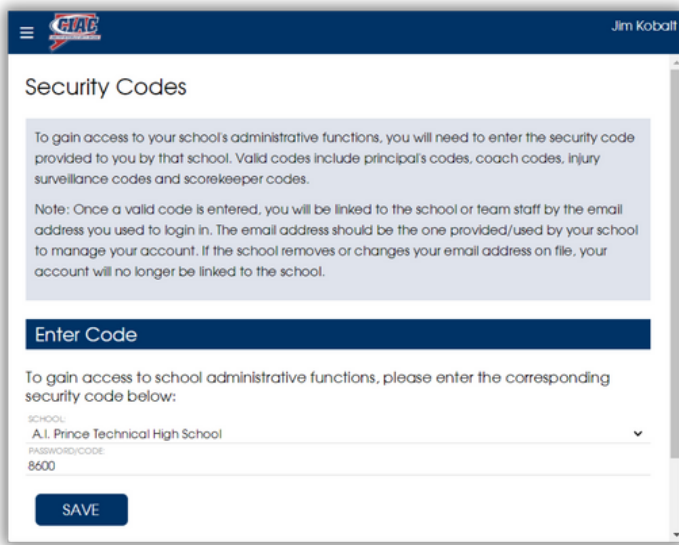 CIAC
Jim Kobalt
Security Codes
To gain access to your school's administrative functions, you will need to enter the security code
provided to you by that school. Valid codes include principal's codes, coach codes, injury
surveillance codes and scorekeeper codes.
Note: Once a valid code is entered, you will be linked to the school or team staff by the email
address you used to login in. The email address should be the one provided/used by your school
to manage your account. If the school removes or changes your email address on file, your
account will no longer be linked to the school.
Enter Code
To gain access to school administrative functions, please enter the corresponding
security code below:
SCHOOL:
A.I. Prince Technical High School
PASSWORD/CODE:
8600
SAVE